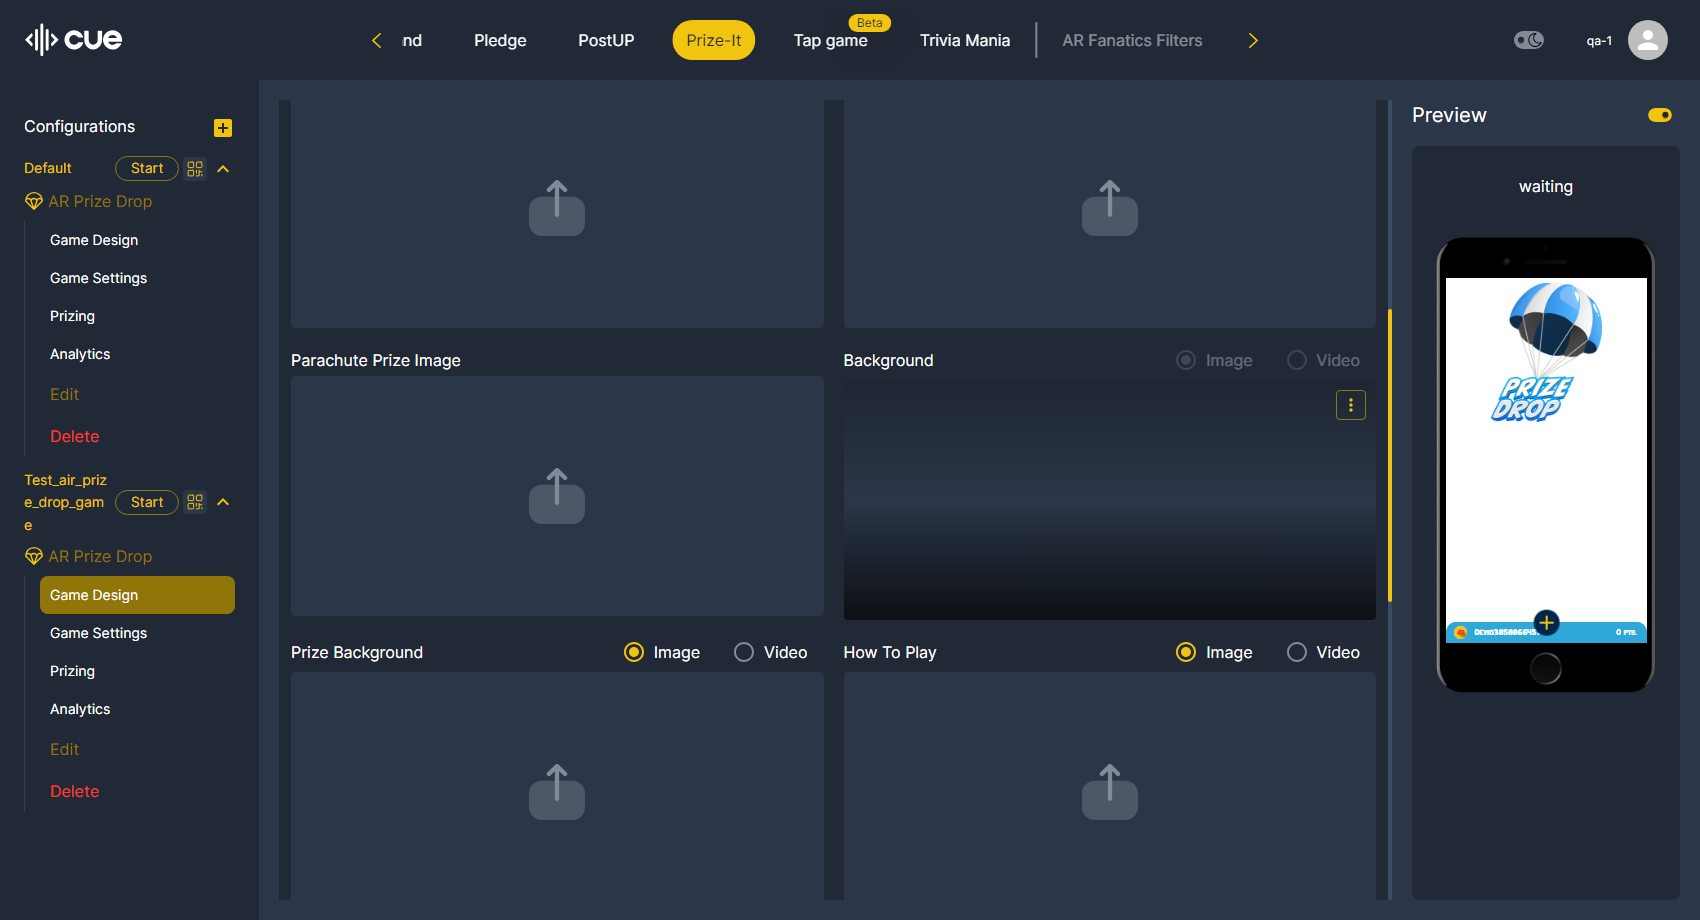 cue
nd
Pledge
PostUP
Prize-It
Beta
Tap game
Trivia Mania
AR Fanatics Filters
qa-1
Configurations
Default
Start
AR Prize Drop
Game Design
Game Settings
Prizing
Analytics
Edit
Delete
Test_air_priz
e_drop_gam
e
Start
AR Prize Drop
Game Design
Game Settings
Prizing
Analytics
Edit
Delete
Parachute Prize Image
Background
Image
Video
Prize Background
Image
Video
How To Play
Image
Video
Preview
waiting
PRIZE
DROP
0 PTS.